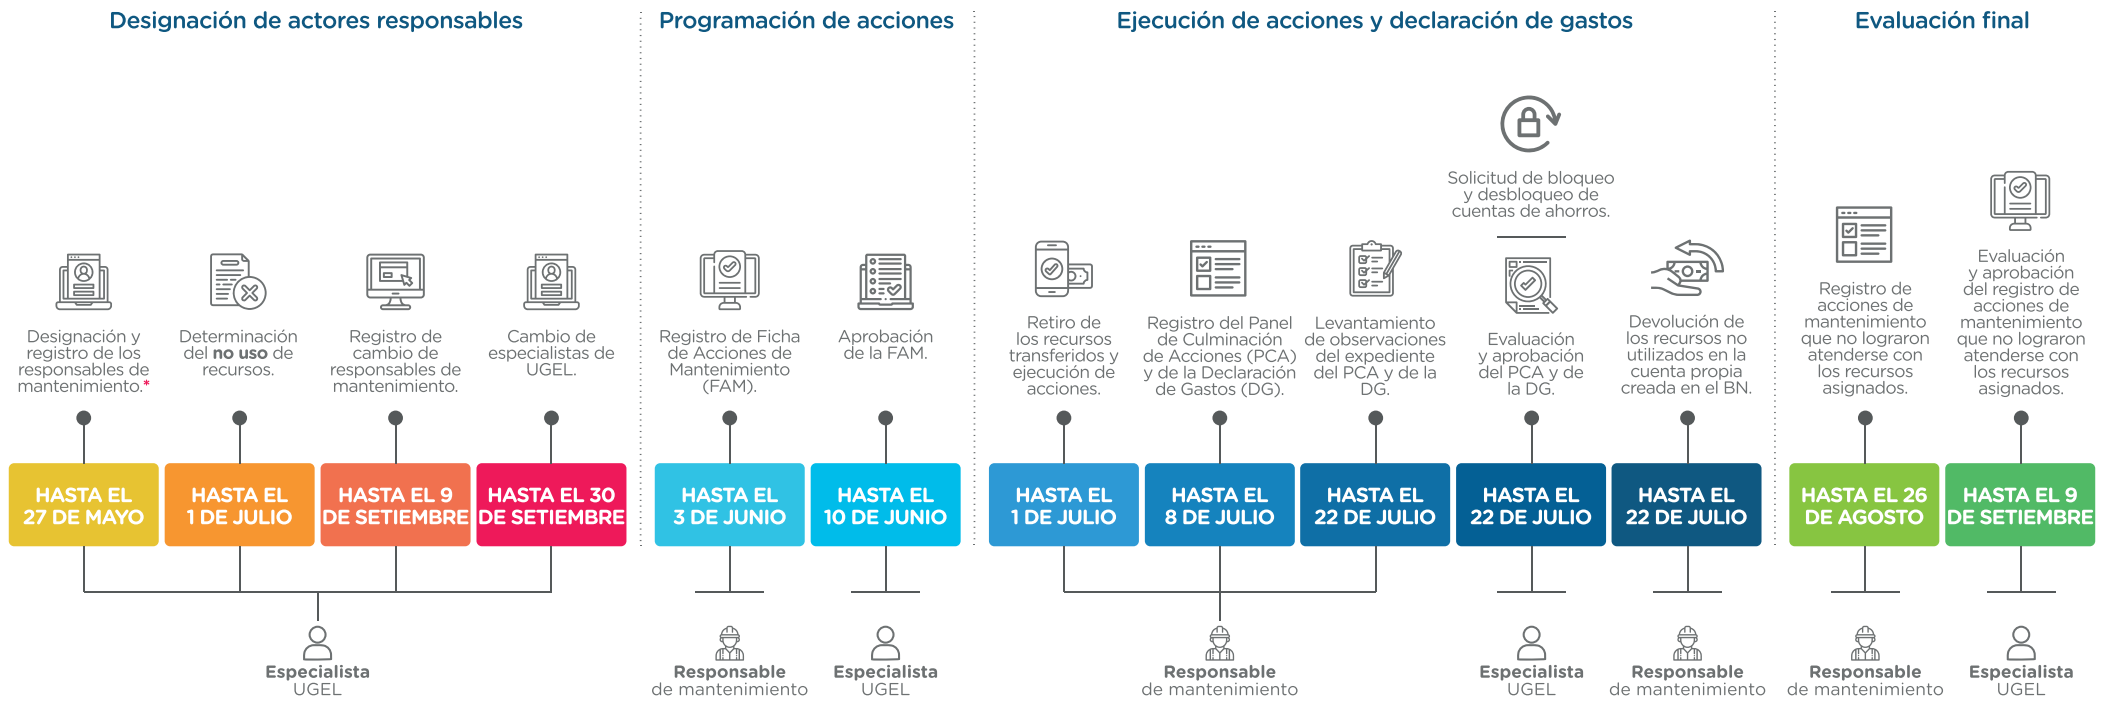 Designación de actores responsables
Designación y
registro de los
responsables de
mantenimiento.*
HASTA EL
27 DE MAYO
Determinación
del no uso de
recursos.
HASTA EL
1 DE JULIO
Registro de
cambio de
responsables de
mantenimiento.
HASTA EL 9
DE SETIEMBRE
Cambio de
especialistas de
UGEL.
HASTA EL 30
DE SETIEMBRE
Especialista
UGEL
Programación de acciones
Registro de Ficha
de Acciones de
Mantenimiento
(FAM).
HASTA EL
3 DE JUNIO
Responsable
de mantenimiento
Aprobación
de la FAM.
HASTA EL
10 DE JUNIO
Especialista
UGEL
Ejecución de acciones y declaración de gastos
Retiro de
los recursos
transferidos y
ejecución de
acciones.
HASTA EL
1 DE JULIO
Registro del Panel
de Culminación
de Acciones (PCA)
y de la Declaración
de Gastos (DG).
HASTA EL
8 DE JULIO
Levantamiento
de observaciones
del expediente
del PCA y de la
DG.
HASTA EL
22 DE JULIO
Responsable
de mantenimiento
Solicitud de bloqueo
y desbloqueo de
cuentas de ahorros.
Evaluación
y aprobación
del PCA y de
la DG.
HASTA EL
22 DE JULIO
Especialista
UGEL
Devolución de
los recursos no
utilizados en la
cuenta propia
creada en el BN.
HASTA EL
22 DE JULIO
Responsable
de mantenimiento
Evaluación final
Registro de
acciones de
mantenimiento
que no lograron
atenderse con
los recursos
asignados.
HASTA EL 26
DE AGOSTO
Responsable
de mantenimiento
Evaluación
y aprobación
del registro de
acciones de
mantenimiento
que no lograron
atenderse con
los recursos
asignados.
HASTA EL 9
DE SETIEMBRE
Especialista
UGEL